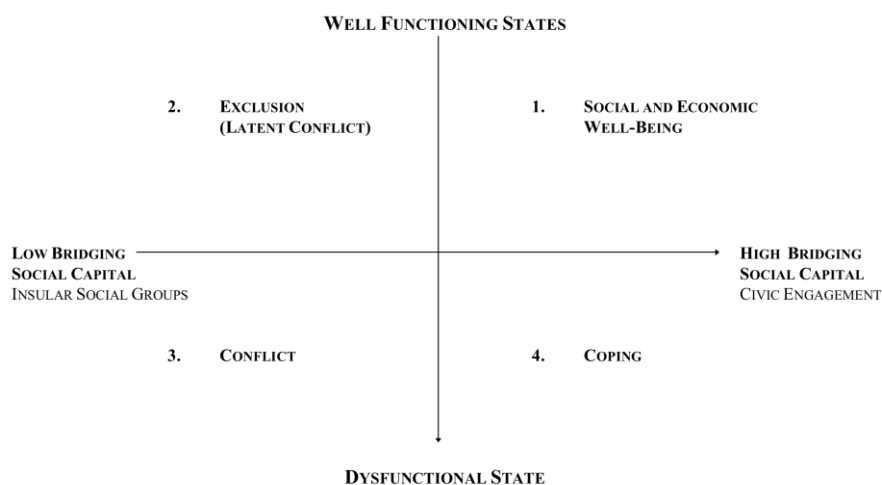 WELL FUNCTIONING STATES
2. EXCLUSION
(LATENT CONFLICT)
1. SOCIAL AND ECONOMIC
WELL-BEING
LOW BRIDGING
SOCIAL CAPITAL
INSULAR SOCIAL GROUPS
HIGH BRIDGING
SOCIAL CAPITAL
CIVIC ENGAGEMENT
3. CONFLICT
4. COPING
DYSFUNCTIONAL STATE